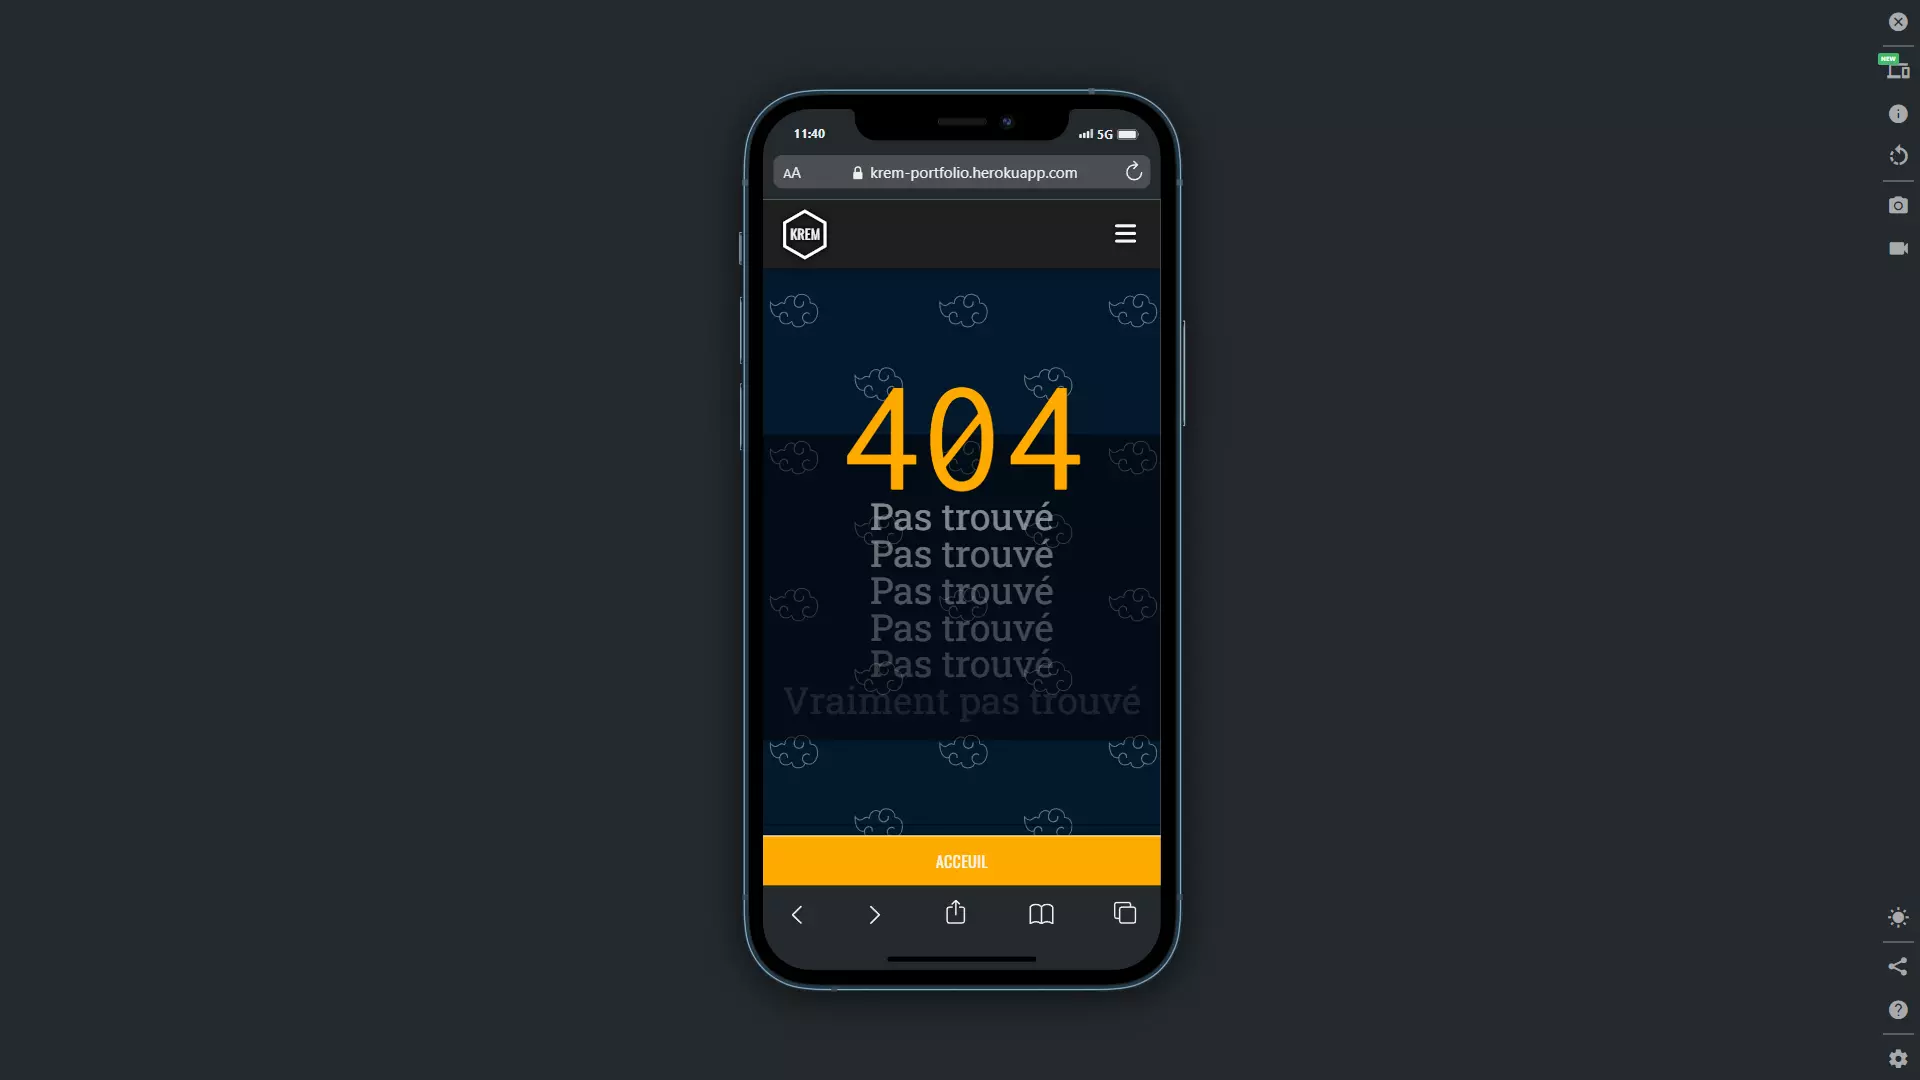 NEW
11:40
5G
AA
krem-portfolio.herokuapp.com
KREM
404
Pas trouvé
Pas trouvé
Pas trouvé
Pas trouvé
Pas trouvé
Vraiment pas trouvé
ACCEUIL